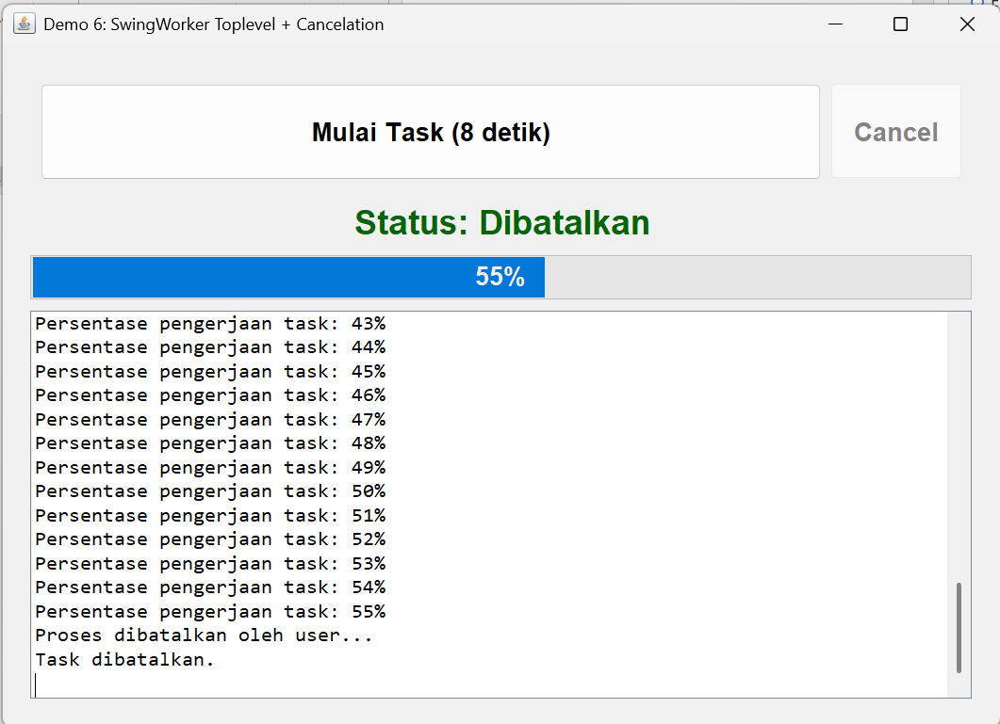 Demo 6: SwingWorker Toplevel + Cancelation
Mulai Task (8 detik)
Cancel
Status: Dibatalkan
55%
Persentase pengerjaan task: 43%
Persentase pengerjaan task: 44%
Persentase pengerjaan task: 45%
Persentase pengerjaan task: 46%
Persentase pengerjaan task: 47%
Persentase pengerjaan task: 48%
Persentase pengerjaan task: 49%
Persentase pengerjaan task: 50%
Persentase pengerjaan task: 51%
Persentase pengerjaan task: 52%
Persentase pengerjaan task: 53%
Persentase pengerjaan task: 54%
Persentase pengerjaan task: 55%
Proses dibatalkan oleh user...
Task dibatalkan.